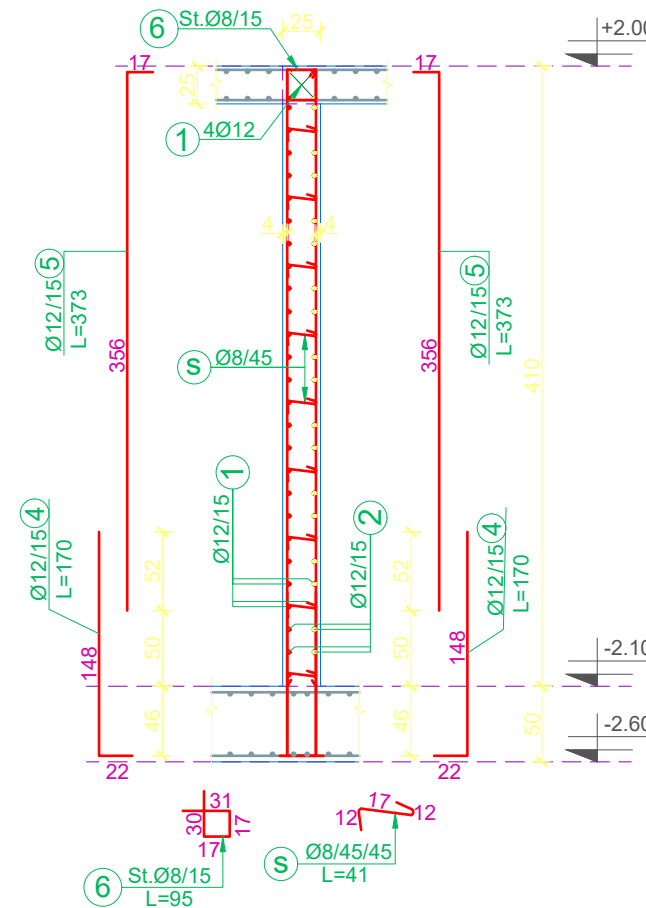 6 St.Ø8/15
25
+2.00
17
17
25
1 4Ø12
4
4
Ø12/15 5
L=373
Ø12/15 5
L=373
356
356
S Ø8/45
410
1
Ø12/15
2
Ø12/15
Ø12/15 4
L=170
Ø12/15 4
L=170
52
52
50
50
148
148
-2.10
46
46
50
-2.60
22
22
31
30
17
17
6 St.Ø8/15
L=95
17
12
12
S Ø8/45/45
L=41